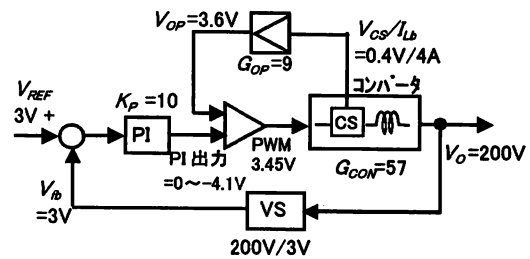 V_OP=3.6V
G_OP=9
V_CS/I_Lb
=0.4V/4A
コンバータ
V_REF
3V +
K_P=10
PI
PI 出力
=0～-4.1V
PWM
3.45V
CS
G_CON=57
V_O=200V
V_fb
=3V
VS
200V/3V